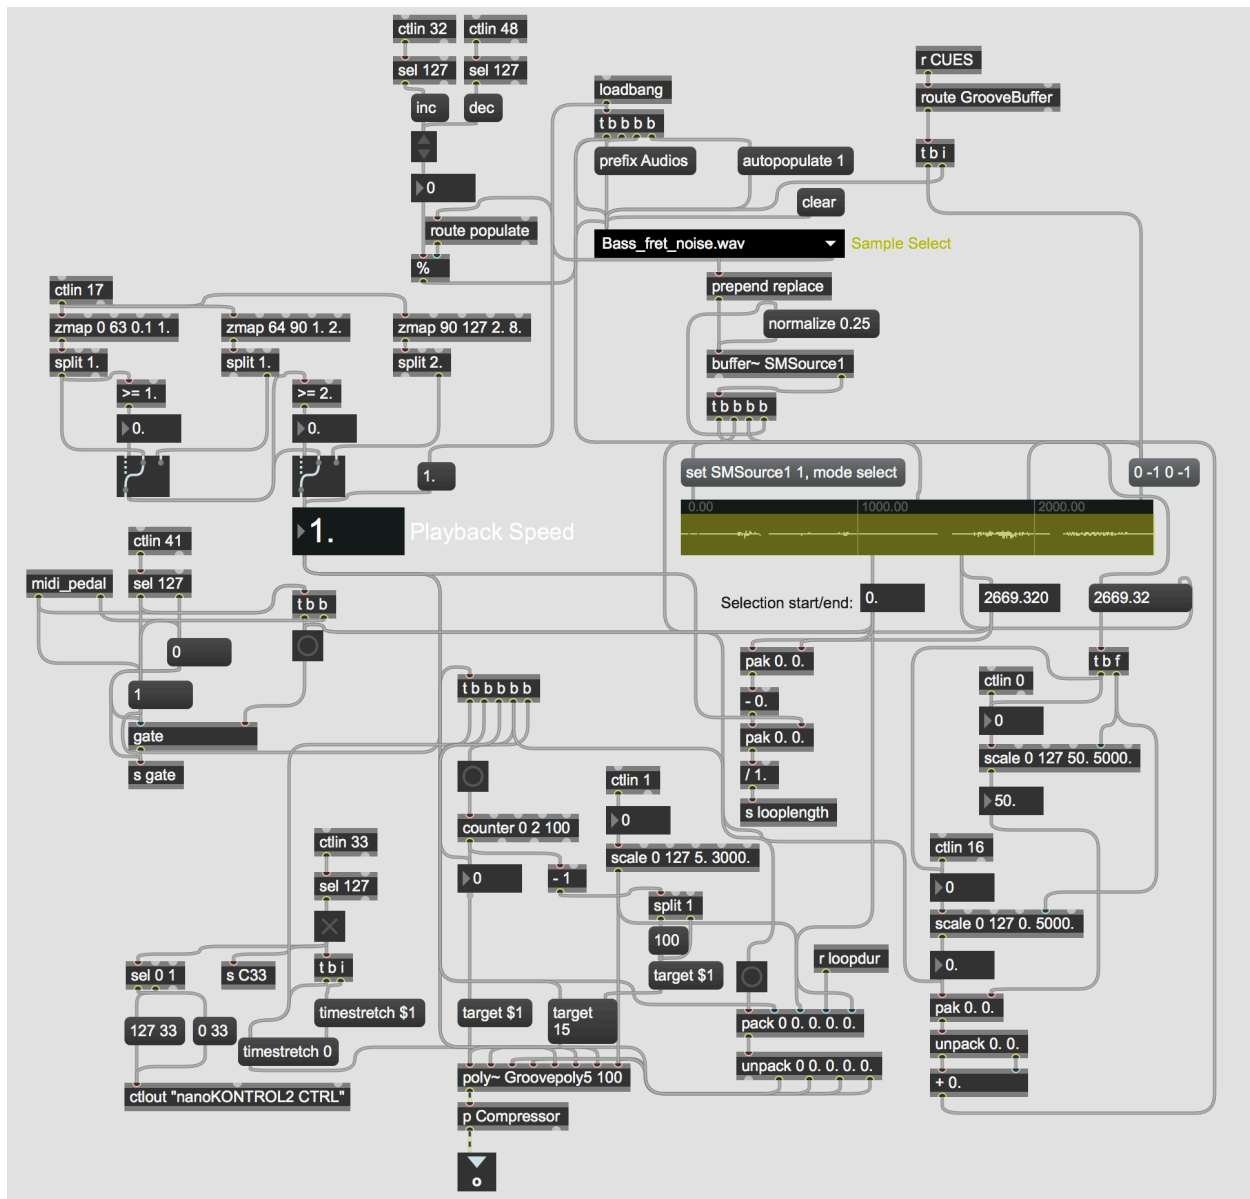 ctlin 32
ctlin 48
r CUES
sel 127
sel 127
loadbang
route GrooveBuffer
inc
dec
t b b b b
t b i
prefix Audios
autopopulate 1
0
clear
route populate
Bass_fret_noise.wav
Sample Select
%
ctlin 17
prepend replace
zmap 0 63 0.1 1.
zmap 64 90 1. 2.
zmap 90 127 2. 8.
normalize 0.25
split 1.
split 1.
split 2.
buffer~ SMSource1
>= 1.
>= 2.
t b b b b
0.
0.
1.
set SMSource1 1, mode select
0 -1 0 -1
0.00
1000.00
2000.00
1.
Playback Speed
ctlin 41
midi_pedal
sel 127
t b b
Selection start/end:
0.
2669.320
2669.32
0
pak 0. 0.
t b f
1
t b b b b b
- 0.
ctlin 0
gate
pak 0. 0.
0
s gate
/ 1.
scale 0 127 50. 5000.
ctlin 1
s looplength
50.
counter 0 2 100
0
ctlin 33
scale 0 127 5. 3000.
ctlin 16
sel 127
0
- 1
0
split 1
scale 0 127 0. 5000.
100
r loopdur
0.
sel 0 1
s C33
t b i
target $1
pak 0. 0.
127 33
0 33
timestretch $1
target $1
target
15
pack 0 0. 0. 0. 0.
unpack 0. 0.
timestretch 0
unpack 0 0. 0. 0. 0.
+ 0.
poly~ Groovepoly5 100
ctlout "nanoKONTROL2 CTRL"
p Compressor
o